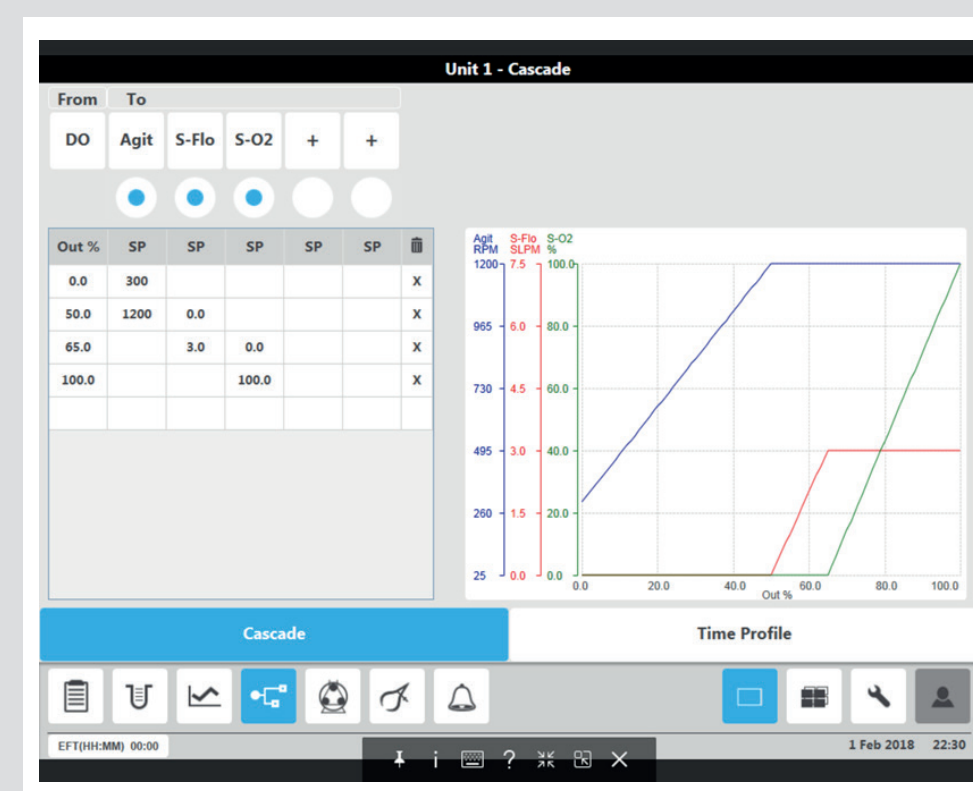 Unit 1 - Cascade
From To
DO Agit S-Flo S-O2 + +
Out % SP SP SP SP SP
0.0 300 X
50.0 1200 0.0 X
65.0 3.0 0.0 X
100.0 100.0 X
Agit S-Flo S-O2
RPM SLPM %
1200 7.5 100.0
965 6.0 80.0
730 4.5 60.0
495 3.0 40.0
260 1.5 20.0
25 0.0 0.0
0.0 20.0 40.0 60.0 80.0 100.0
Out %
Cascade Time Profile
EFT(HH:MM) 00:00 1 Feb 2018 22:30
i ?